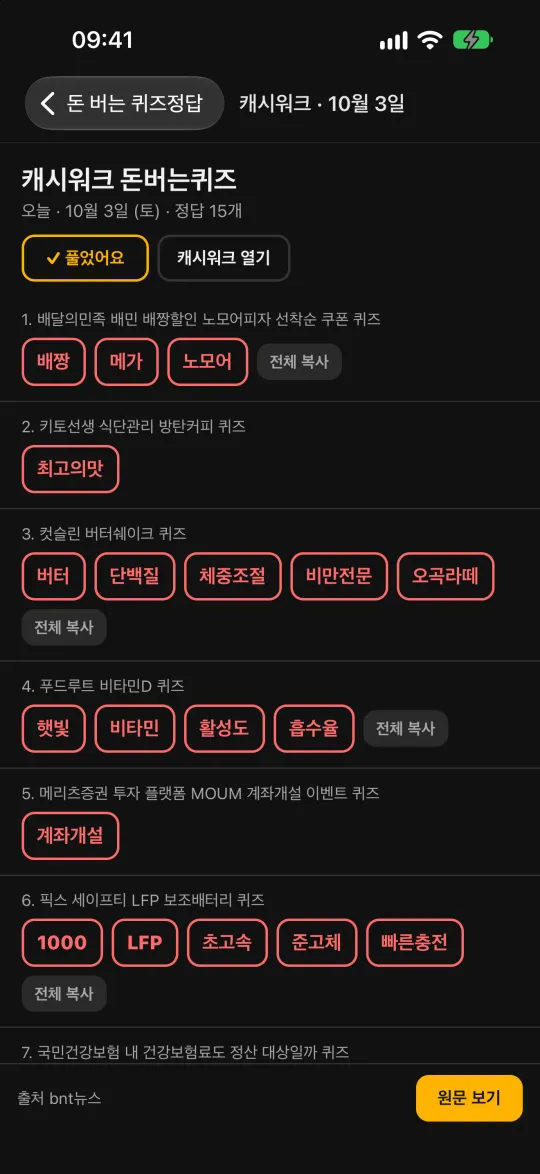 09:41
돈 버는 퀴즈정답
캐시워크 · 10월 3일
캐시워크 돈버는퀴즈
오늘 · 10월 3일 (토) · 정답 15개
✓ 풀었어요
캐시워크 열기
1. 배달의민족 배민 배짱할인 노모어피자 선착순 쿠폰 퀴즈
배짱 메가 노모어 전체 복사
2. 키토선생 식단관리 방탄커피 퀴즈
최고의맛
3. 컷슬린 버터쉐이크 퀴즈
버터 단백질 체중조절 비만전문 오곡라떼
전체 복사
4. 푸드루트 비타민D 퀴즈
햇빛 비타민 활성도 흡수율 전체 복사
5. 메리츠증권 투자 플랫폼 MOUM 계좌개설 이벤트 퀴즈
계좌개설
6. 픽스 세이프티 LFP 보조배터리 퀴즈
1000 LFP 초고속 준고체 빠른충전
전체 복사
7. 국민건강보험 내 건강보험료도 정산 대상일까 퀴즈
출처 bnt뉴스
원문 보기